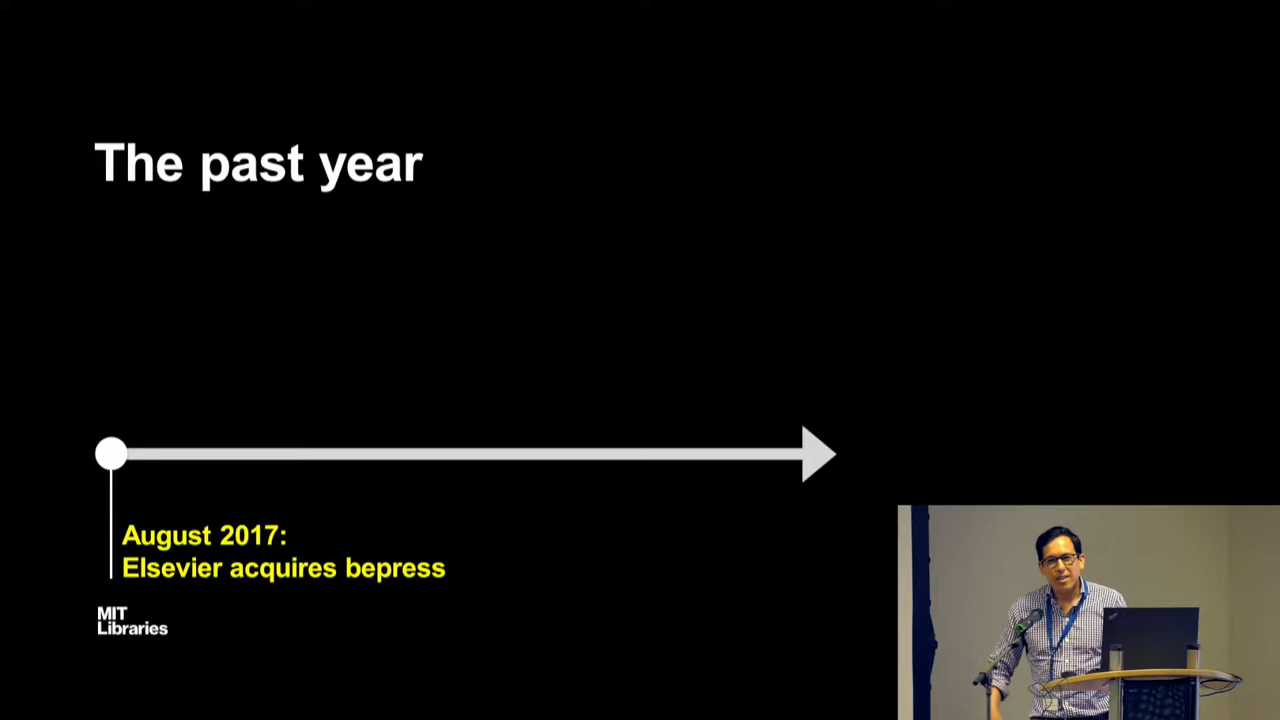 The past year
August 2017:
Elsevier acquires bepress
MIT
Libraries